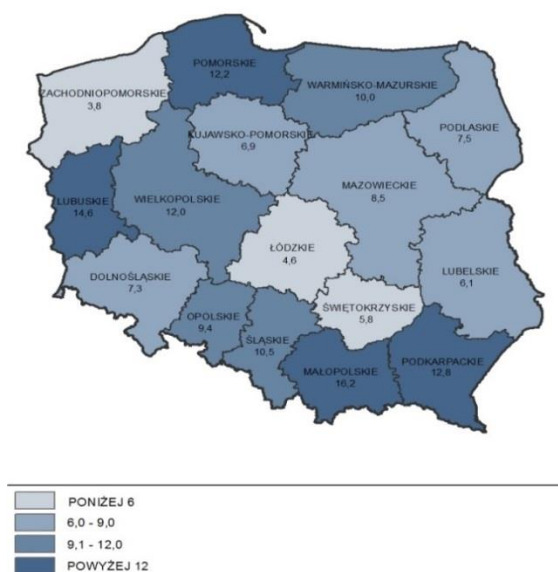 POMORSKIE
12,2
WARMIŃSKO-MAZURSKIE
10,0
ZACHODNIOPOMORSKIE
3,8
KUJAWSKO-POMORSKIE
6,9
PODLASKIE
7,5
MAZOWIECKIE
8,5
LUBUSKIE
14,6
WIELKOPOLSKIE
12,0
ŁÓDZKIE
4,6
LUBELSKIE
6,1
DOLNOŚLĄSKIE
7,3
OPOLSKIE
9,4
ŚWIĘTOKRZYSKIE
5,8
ŚLĄSKIE
10,5
MAŁOPOLSKIE
16,2
PODKARPACKIE
12,8
PONIŻEJ 6
6,0 - 9,0
9,1 - 12,0
POWYŻEJ 12